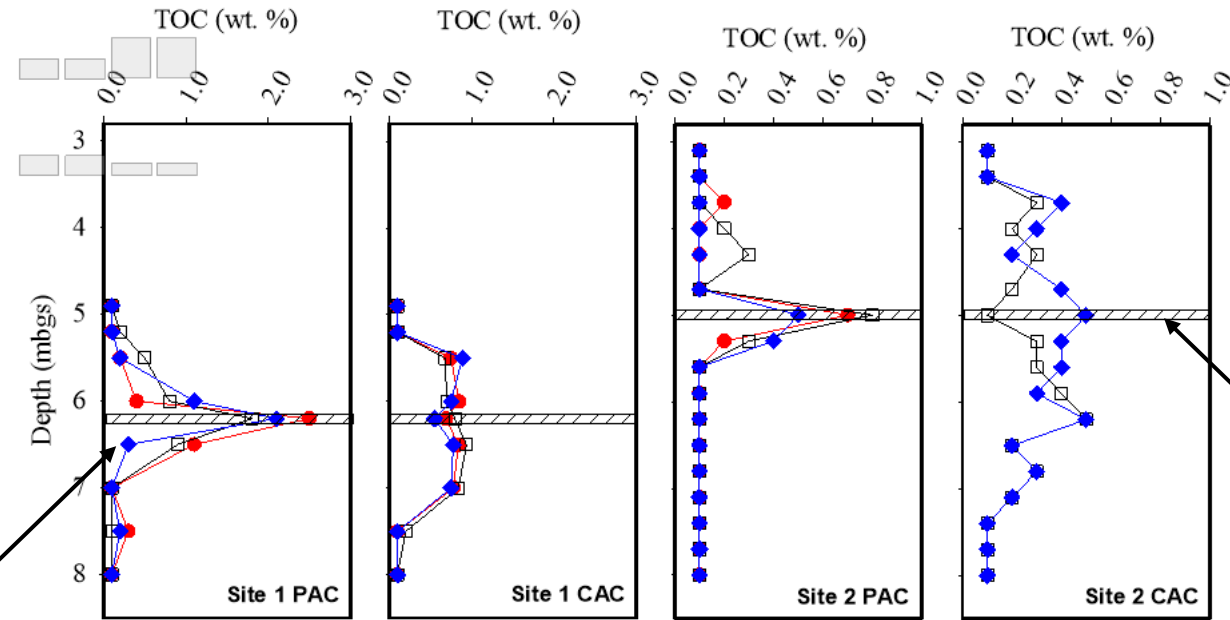 TOC (wt. %) TOC (wt. %) TOC (wt. %) TOC (wt. %)
0.0 1.0 2.0 3.0 0.0 1.0 2.0 3.0 0.0 0.2 0.4 0.6 0.8 1.0 0.0 0.2 0.4 0.6 0.8 1.0
Depth (mbgs)
3
4
5
6
7
8
Site 1 PAC Site 1 CAC Site 2 PAC Site 2 CAC